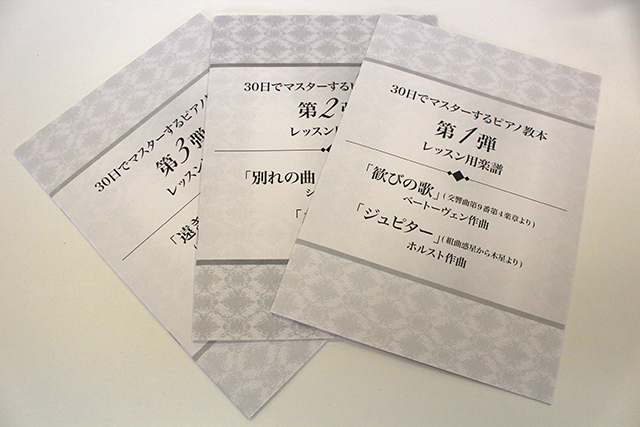 30日でマスターするピアノ教本
第1弾
レッスン用楽譜
「歓びの歌」(交響曲第9番第4楽章より)
ベートーヴェン作曲
「ジュピター」(組曲惑星から木星より)
ホルスト作曲
30日でマスターするピ
第2
レッスン用
「別れの曲
シ
30日でマスターするピアノ
第3
レッスン
「遠